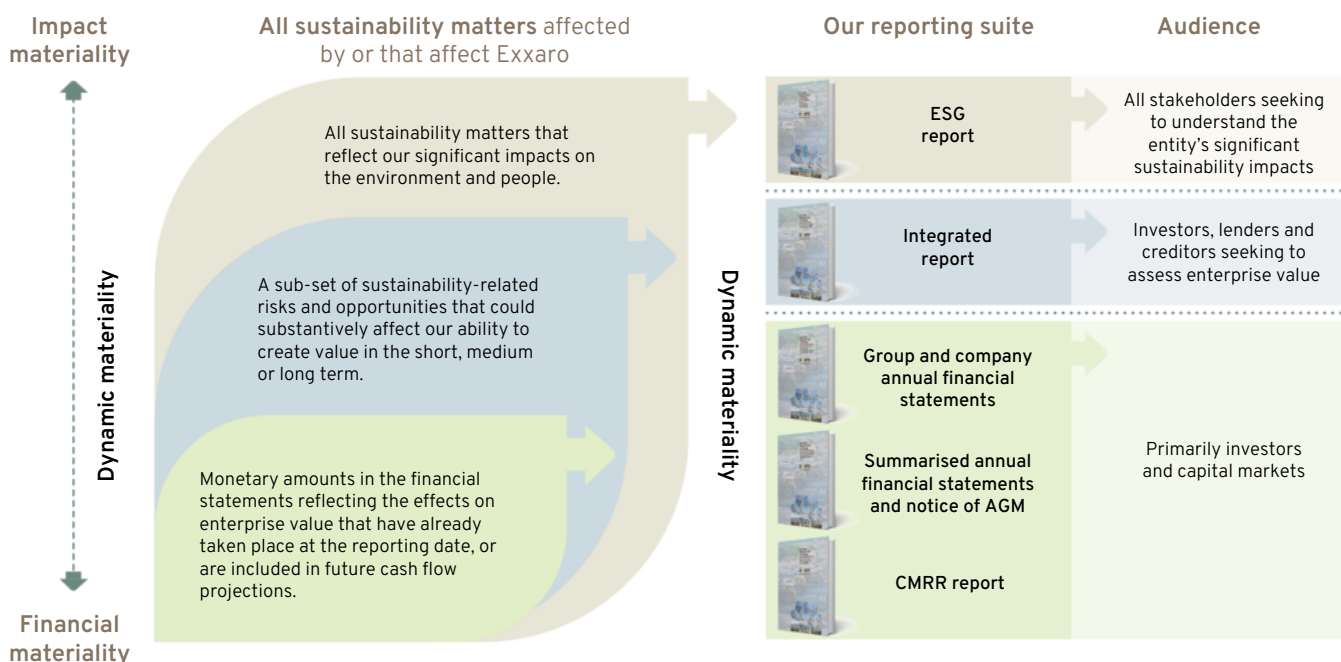 Impact
materiality
All sustainability matters affected
by or that affect Exxaro
Our reporting suite
Audience
All sustainability matters that
reflect our significant impacts on
the environment and people.
ESG
report
All stakeholders seeking
to understand the
entity's significant
sustainability impacts
Dynamic materiality
A sub-set of sustainability-related
risks and opportunities that could
substantively affect our ability to
create value in the short, medium
or long term.
Dynamic materiality
Integrated
report
Investors, lenders and
creditors seeking to
assess enterprise value
Monetary amounts in the financial
statements reflecting the effects on
enterprise value that have already
taken place at the reporting date, or
are included in future cash flow
projections.
Group and company
annual financial
statements
Summarised annual
financial statements
and notice of AGM
CMRR report
Primarily investors
and capital markets
Financial
materiality